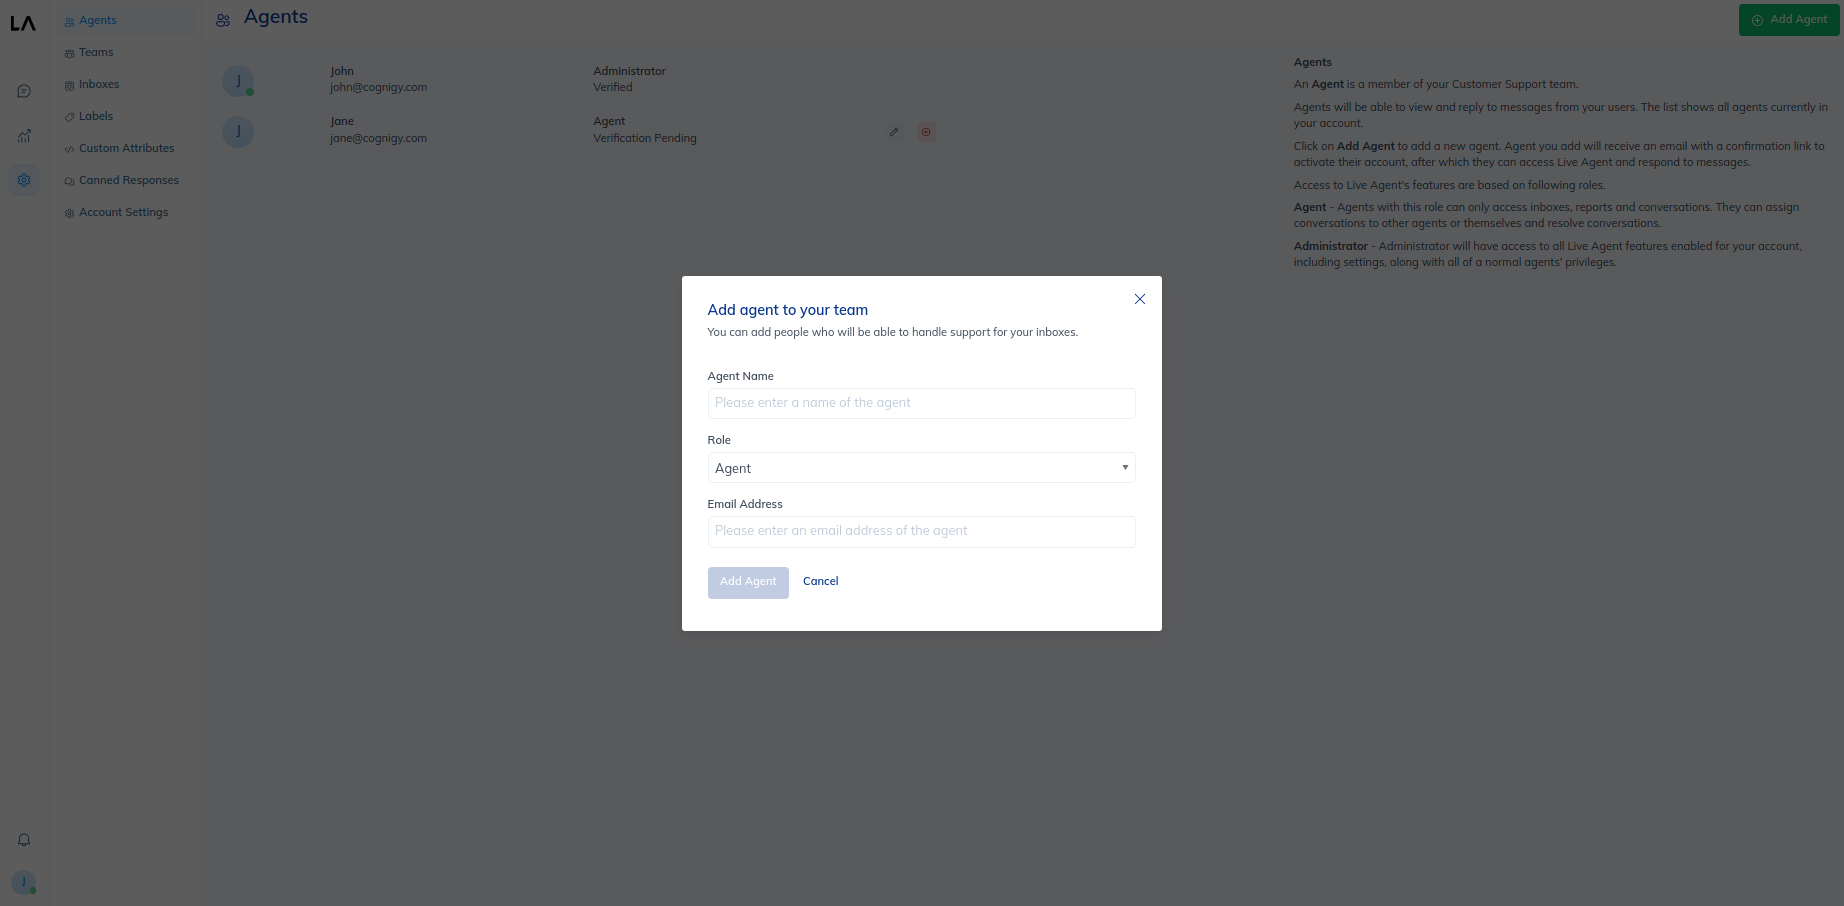 LA
Agents
Teams
Inboxes
Labels
Custom Attributes
Canned Responses
Account Settings
J
Agents
Add Agent
J
John
john@cognigy.com
Administrator
Verified
J
Jane
jane@cognigy.com
Agent
Verification Pending
Agents
An Agent is a member of your Customer Support team.
Agents will be able to view and reply to messages from your users. The list shows all agents currently in
your account.
Click on Add Agent to add a new agent. Agent you add will receive an email with a confirmation link to
activate their account, after which they can access Live Agent and respond to messages.
Access to Live Agent's features are based on following roles.
Agent - Agents with this role can only access inboxes, reports and conversations. They can assign
conversations to other agents or themselves and resolve conversations.
Administrator - Administrator will have access to all Live Agent features enabled for your account,
including settings, along with all of a normal agents' privileges.
Add agent to your team
You can add people who will be able to handle support for your inboxes.
Agent Name
Please enter a name of the agent
Role
Agent
Email Address
Please enter an email address of the agent
Add Agent
Cancel